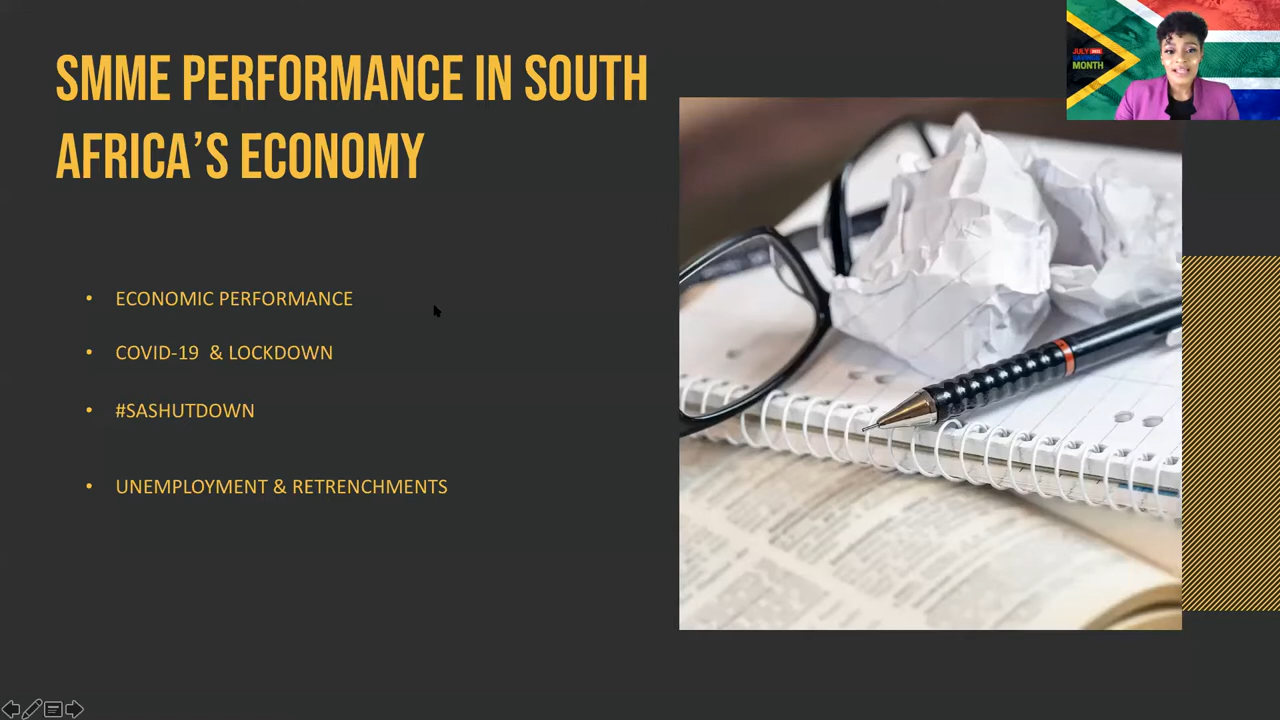 SMME PERFORMANCE IN SOUTH
AFRICA’S ECONOMY
• ECONOMIC PERFORMANCE
• COVID-19 & LOCKDOWN
• #SASHUTDOWN
• UNEMPLOYMENT & RETRENCHMENTS
JULY
MONTH